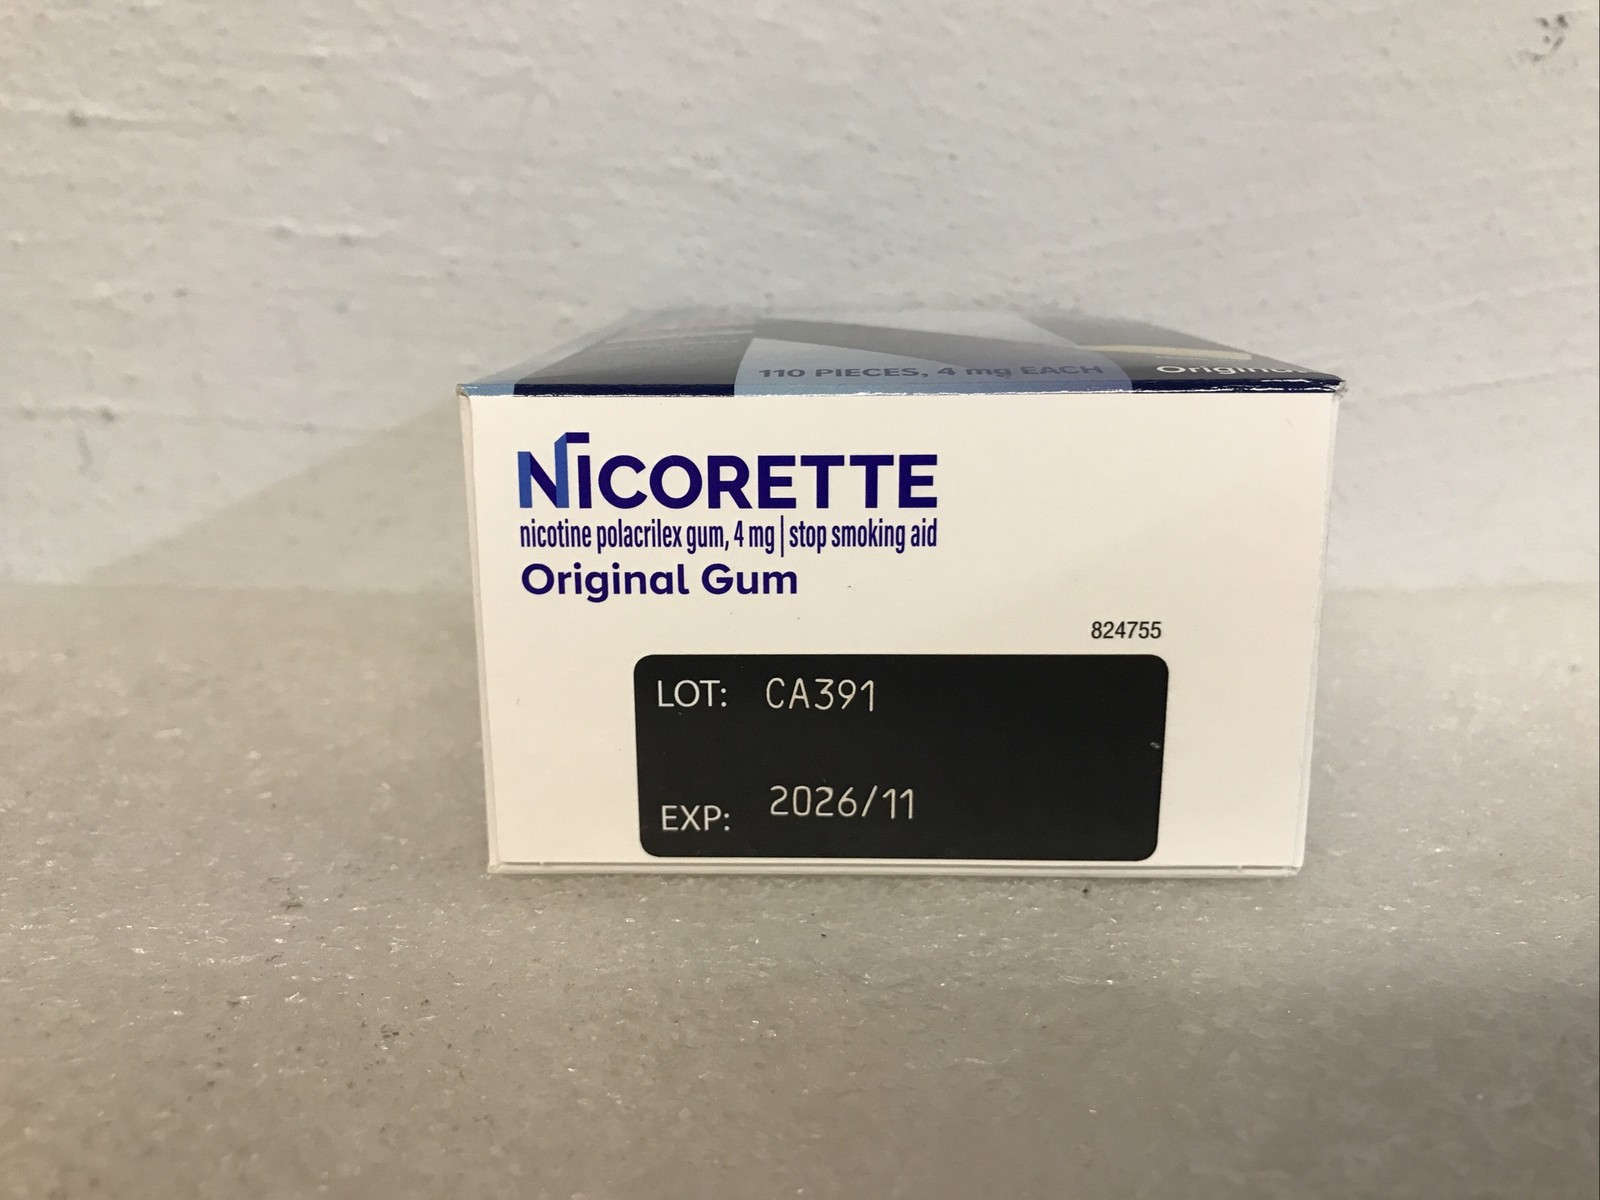 110 PIECES, 4 mg EACH
Original
NICORETTE
nicotine polacrilex gum, 4 mg | stop smoking aid
Original Gum
824755
LOT: CA391
EXP: 2026/11